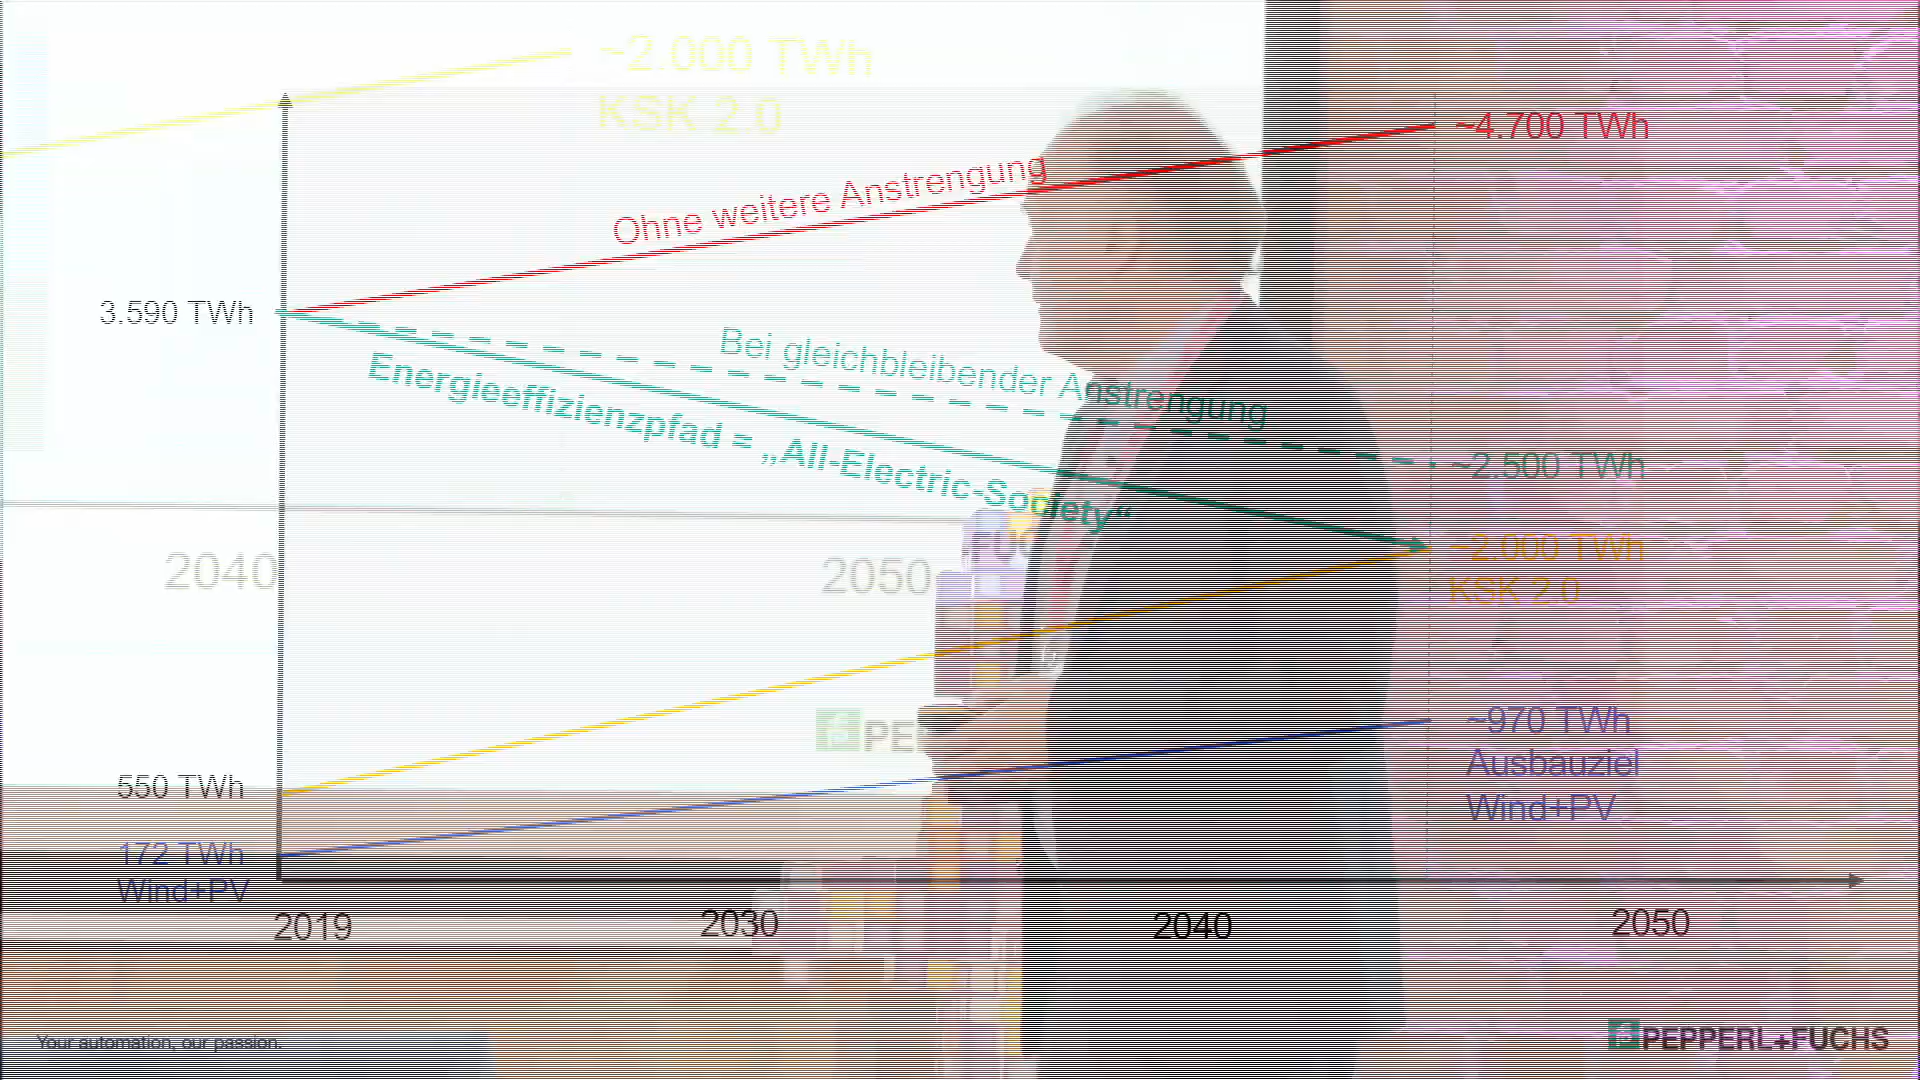 ~2.000 TWh
KSK 2.0
~4.700 TWh
Ohne weitere Anstrengung
3.590 TWh
Bei gleichbleibender Anstrengung
Energieeffizienzpfad = „All-Electric-Society“
~2.500 TWh
~2.000 TWh
KSK 2.0
2040
2050
FUC
PE
~970 TWh
Ausbauziel
Wind+PV
550 TWh
172 TWh
Wind+PV
2019
2030
2040
2050
Your automation, our passion.
PEPPERL+FUCHS